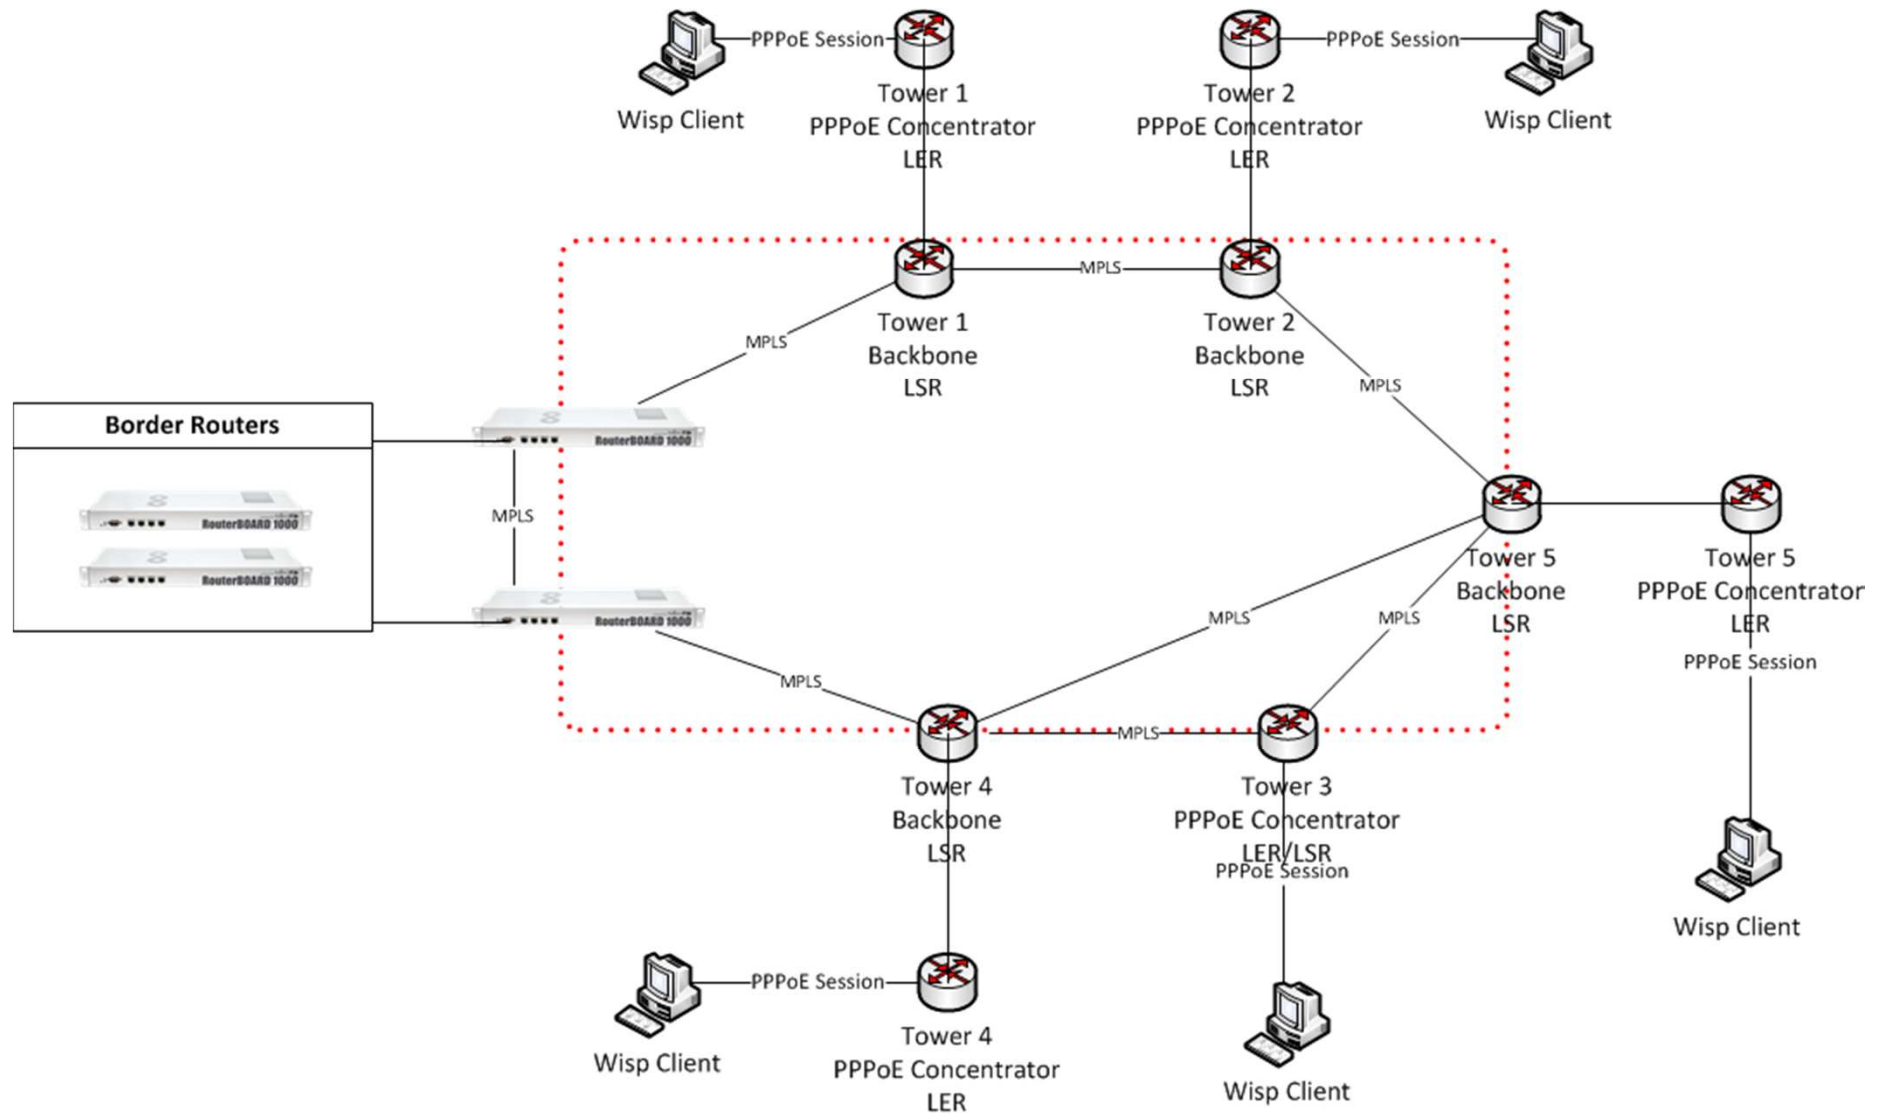 PPPoE Session
PPPoE Session
Wisp Client
Tower 1
PPPoE Concentrator
LER
Tower 2
PPPoE Concentrator
LER
Wisp Client
MPLS
Tower 1
Backbone
LSR
Tower 2
Backbone
LSR
MPLS
MPLS
Border Routers
RouterBOARD 1000
RouterBOARD 1000
RouterBOARD 1000
MPLS
RouterBOARD 1000
Tower 5
Backbone
LSR
Tower 5
PPPoE Concentrator
LER
PPPoE Session
MPLS
MPLS
MPLS
MPLS
Tower 4
Backbone
LSR
Tower 3
PPPoE Concentrator
LER/LSR
PPPoE Session
Wisp Client
PPPoE Session
Wisp Client
Tower 4
PPPoE Concentrator
LER
Wisp Client